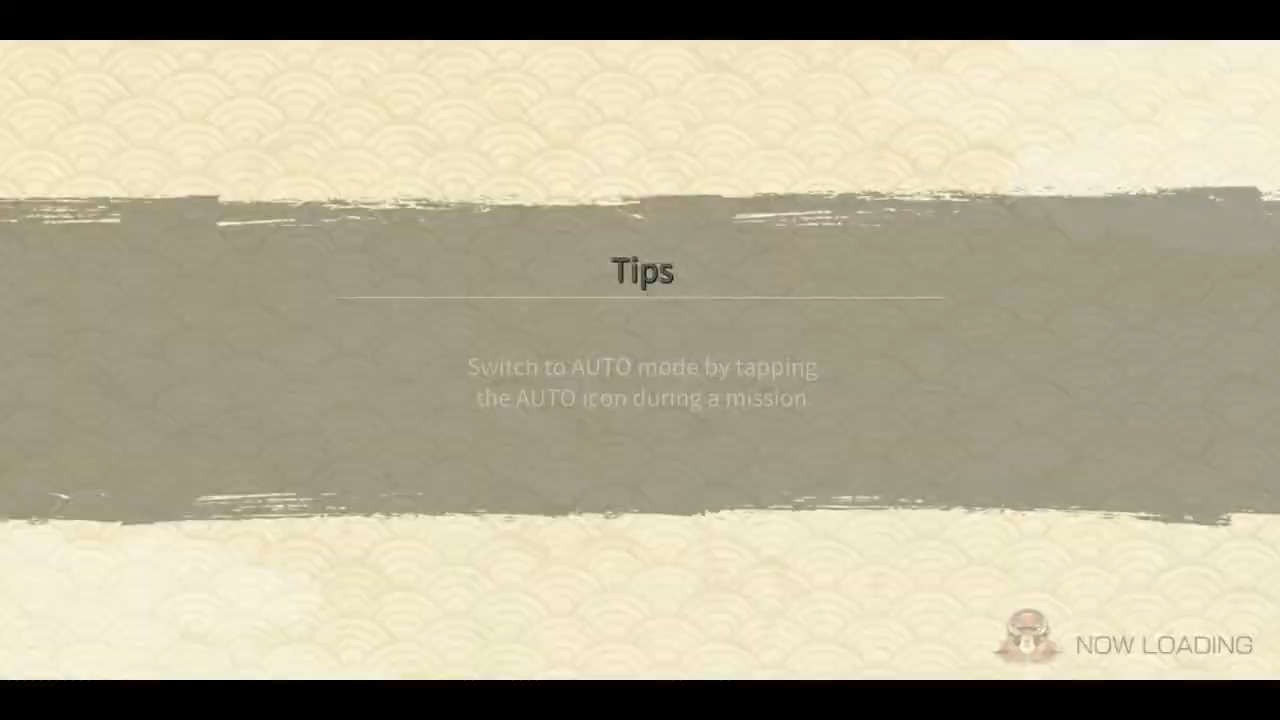 Tips
Switch to AUTO mode by tapping
the AUTO icon during a mission.
NOW LOADING